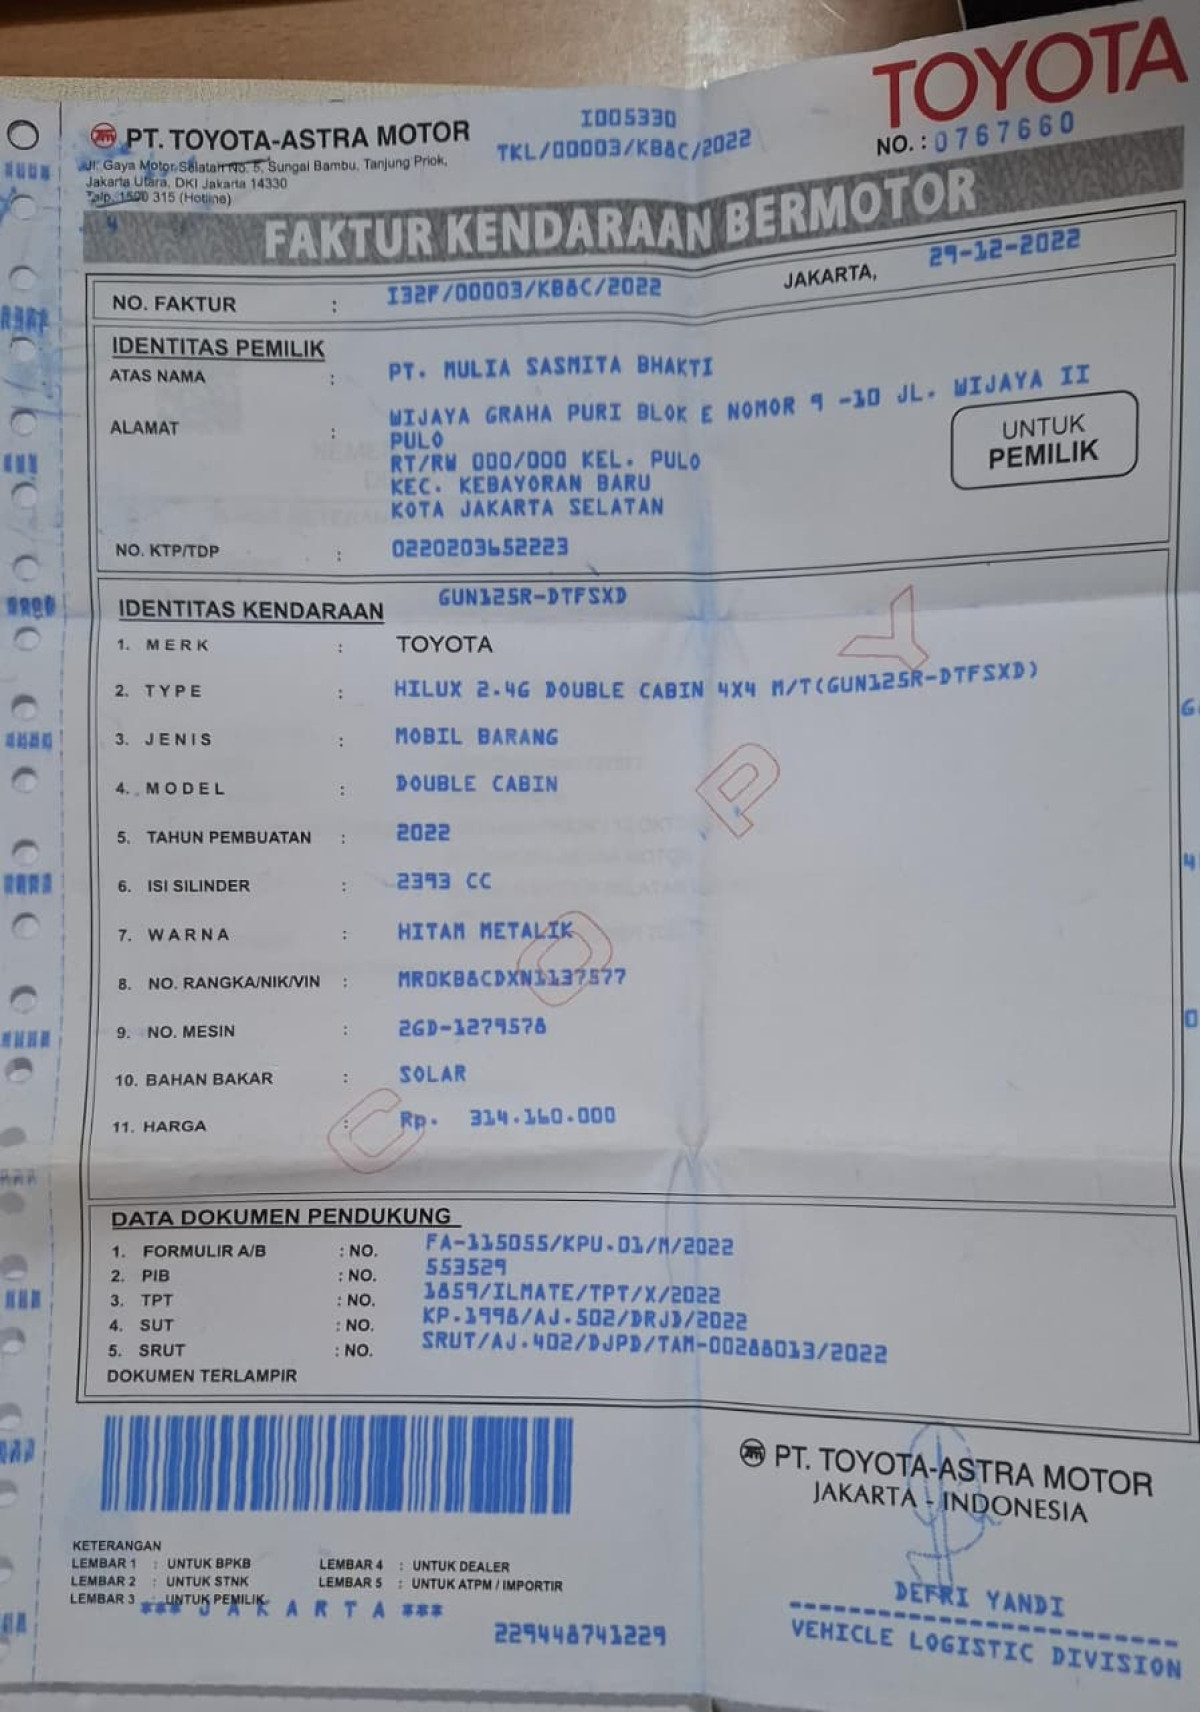 TOYOTA
PT. TOYOTA-ASTRA MOTOR
Jl. Gaya Motor Selatan No. 5, Sungai Bambu, Tanjung Priok,
Jakarta Utara, DKI Jakarta 14330
Telp. 1500 315 (Hotline)
I005330
TKL/00003/KB8C/2022
NO.: 0767660
FAKTUR KENDARAAN BERMOTOR
NO. FAKTUR : I32F/00003/KB8C/2022 JAKARTA, 29-12-2022
IDENTITAS PEMILIK
ATAS NAMA : PT. MULIA SASMITA BHAKTI
ALAMAT : WIJAYA GRAHA PURI BLOK E NOMOR 9 -10 JL. WIJAYA II
PULO
RT/RW 000/000 KEL. PULO
KEC. KEBAYORAN BARU
KOTA JAKARTA SELATAN
UNTUK
PEMILIK
NO. KTP/TDP : 0220203652223
IDENTITAS KENDARAAN GUN125R-DTFSXD
1. MERK : TOYOTA
2. TYPE : HILUX 2.4G DOUBLE CABIN 4X4 M/T(GUN125R-DTFSXD)
3. JENIS : MOBIL BARANG
4. MODEL : DOUBLE CABIN
5. TAHUN PEMBUATAN : 2022
6. ISI SILINDER : 2393 CC
7. WARNA : HITAM METALIK
8. NO. RANGKA/NIK/VIN : MR0KB8CDXN1137577
9. NO. MESIN : 2GD-1279578
10. BAHAN BAKAR : SOLAR
11. HARGA : Rp. 314.160.000
COPY
DATA DOKUMEN PENDUKUNG
1. FORMULIR A/B : NO. FA-115055/KPU.01/M/2022
2. PIB : NO. 553529
3. TPT : NO. 1859/ILMATE/TPT/X/2022
4. SUT : NO. KP.1998/AJ.502/DRJD/2022
5. SRUT : NO. SRUT/AJ.402/DJPD/TAM-00288013/2022
DOKUMEN TERLAMPIR
PT. TOYOTA-ASTRA MOTOR
JAKARTA - INDONESIA
KETERANGAN
LEMBAR 1 : UNTUK BPKB LEMBAR 4 : UNTUK DEALER
LEMBAR 2 : UNTUK STNK LEMBAR 5 : UNTUK ATPM / IMPORTIR
LEMBAR 3 : UNTUK PEMILIK
*** J A K A R T A ***
229448741229
DEFRI YANDI
VEHICLE LOGISTIC DIVISION